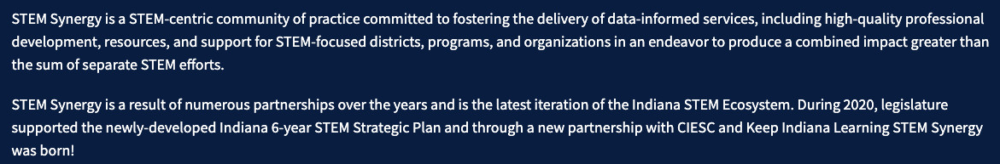 STEM Synergy is a STEM-centric community of practice committed to fostering the delivery of data-informed services, including high-quality professional
development, resources, and support for STEM-focused districts, programs, and organizations in an endeavor to produce a combined impact greater than
the sum of separate STEM efforts.
STEM Synergy is a result of numerous partnerships over the years and is the latest iteration of the Indiana STEM Ecosystem. During 2020, legislature
supported the newly-developed Indiana 6-year STEM Strategic Plan and through a new partnership with CIESC and Keep Indiana Learning STEM Synergy
was born!